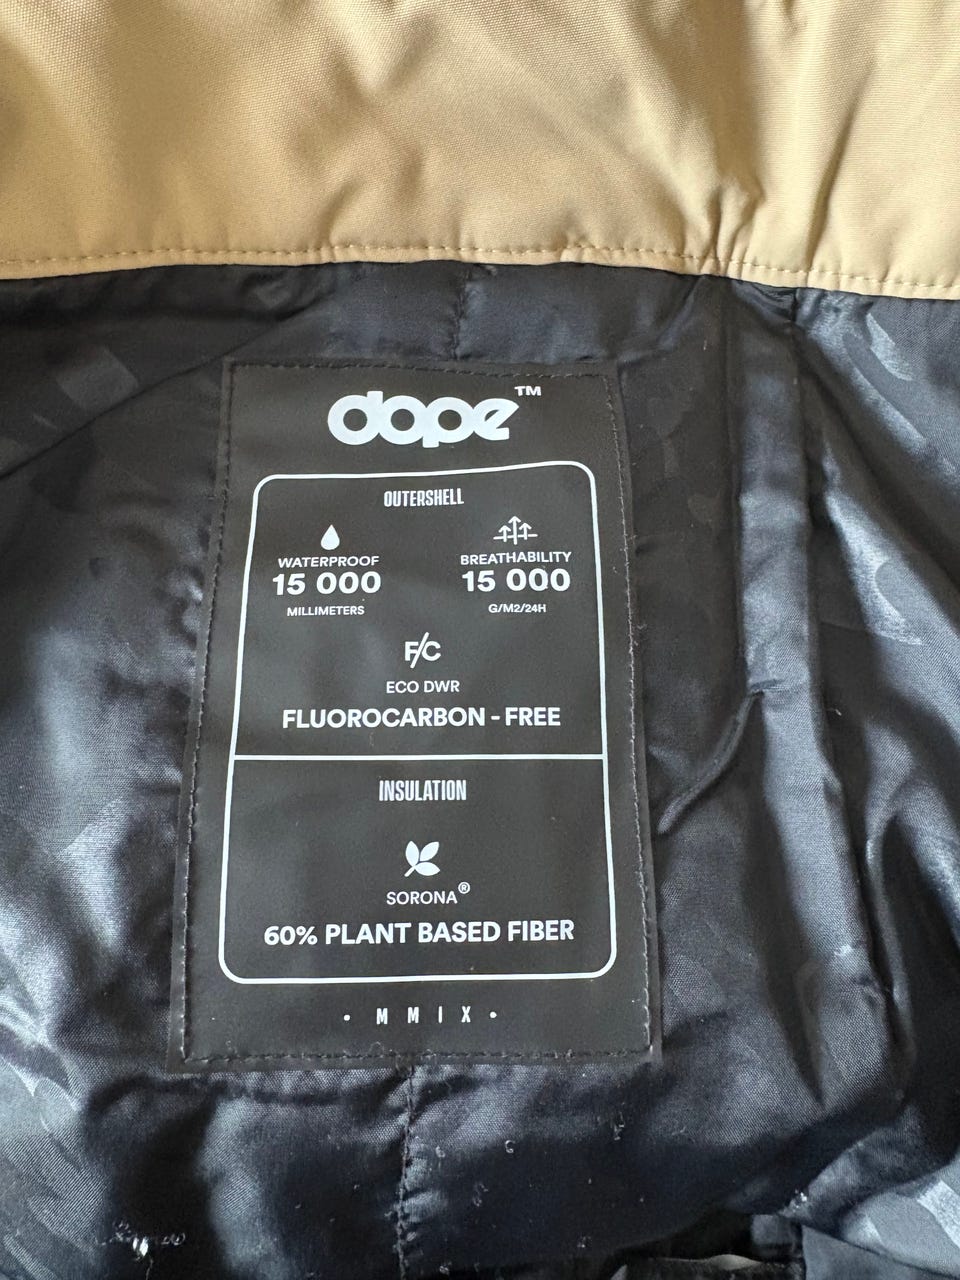 dope™
OUTERSHELL
WATERPROOF BREATHABILITY
15 000 15 000
MILLIMETERS G/M2/24H
F/C
ECO DWR
FLUOROCARBON - FREE
INSULATION
SORONA®
60% PLANT BASED FIBER
• M M I X •